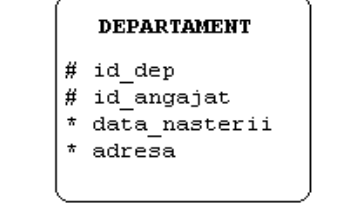 DEPARTAMENT
# id_dep
# id_angajat
* data_nasterii
* adresa